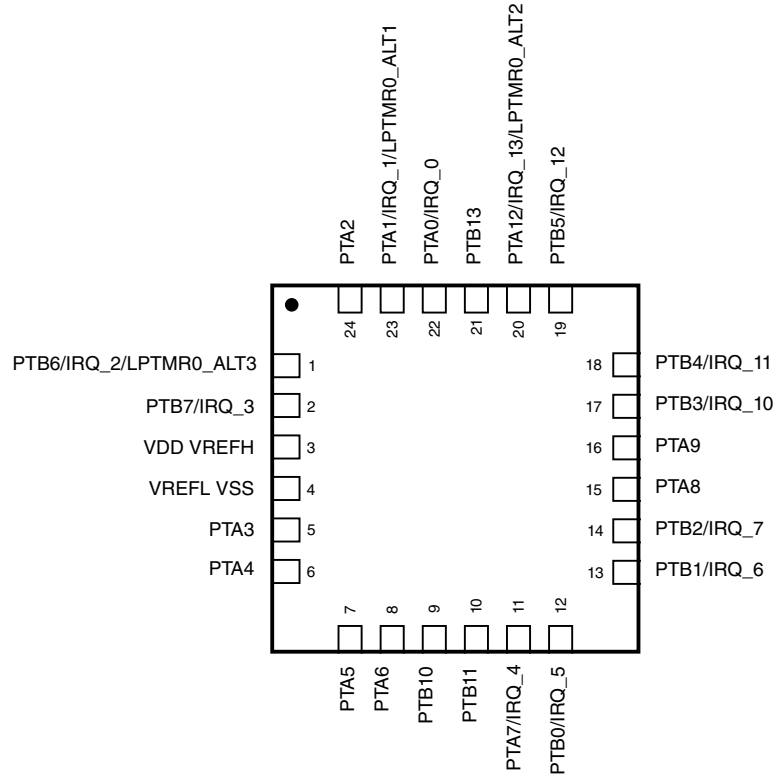 PTA2
PTA1/IRQ_1/LPTMR0_ALT1
PTA0/IRQ_0
PTB13
PTA12/IRQ_13/LPTMR0_ALT2
PTB5/IRQ_12
24
23
22
21
20
19
PTB6/IRQ_2/LPTMR0_ALT3
1
PTB7/IRQ_3
2
VDD VREFH
3
VREFL VSS
4
PTA3
5
PTA4
6
18
PTB4/IRQ_11
17
PTB3/IRQ_10
16
PTA9
15
PTA8
14
PTB2/IRQ_7
13
PTB1/IRQ_6
7
8
9
10
11
12
PTA5
PTA6
PTB10
PTB11
PTA7/IRQ_4
PTB0/IRQ_5